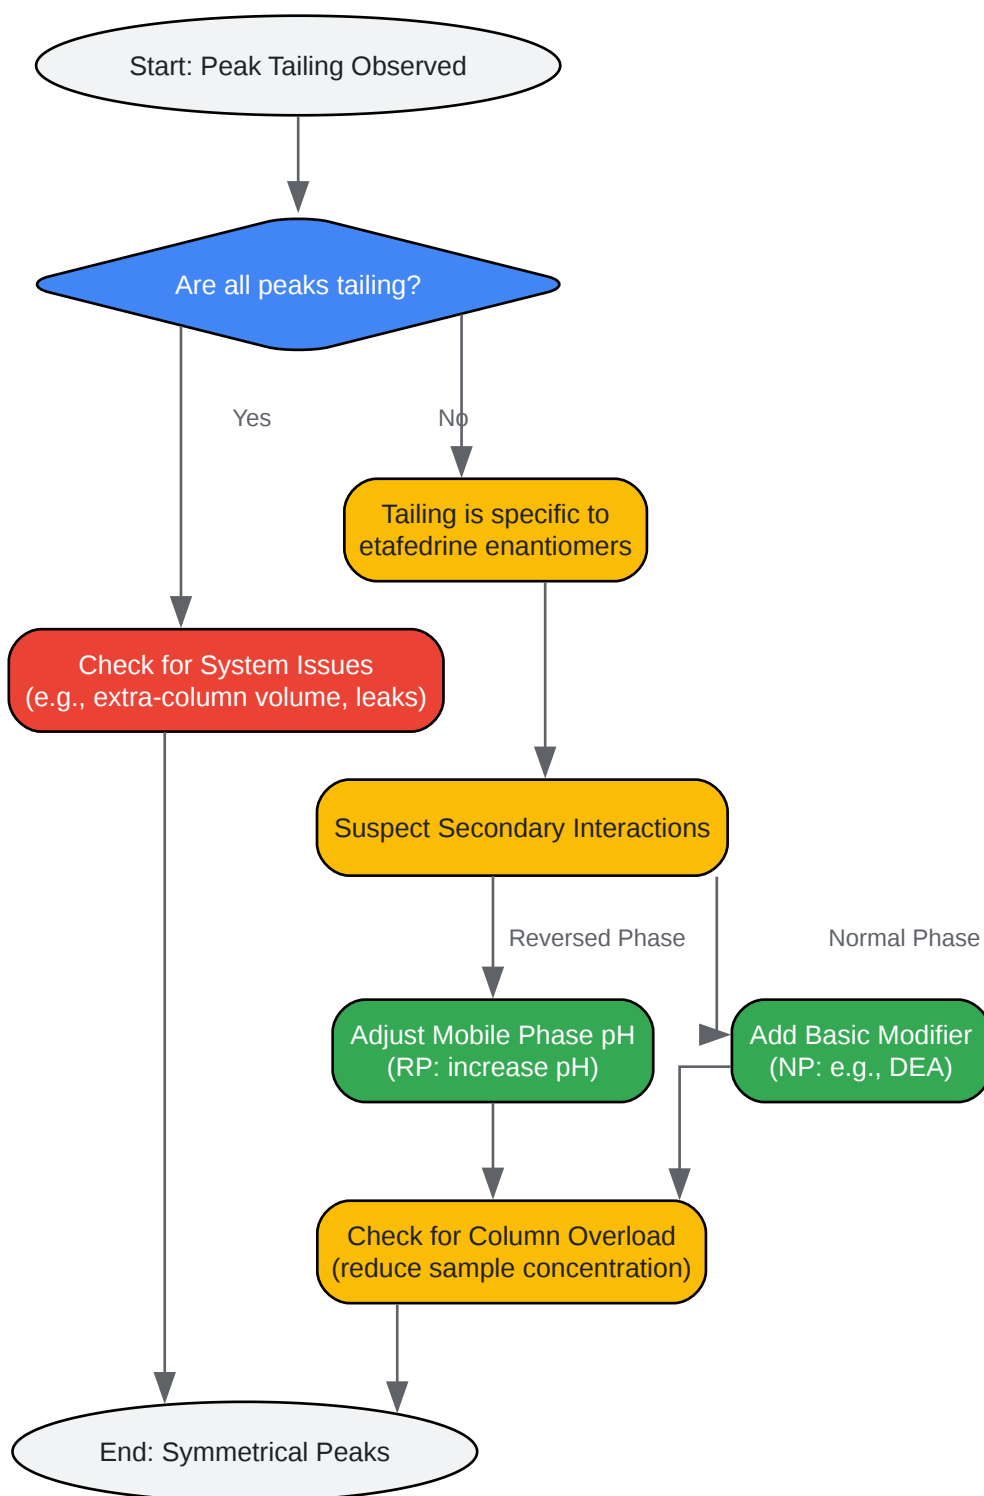 Start: Peak Tailing Observed
Are all peaks tailing?
Yes
No
Tailing is specific to
etafedrine enantiomers
Check for System Issues
(e.g., extra-column volume, leaks)
Suspect Secondary Interactions
Reversed Phase
Normal Phase
Adjust Mobile Phase pH
(RP: increase pH)
Add Basic Modifier
(NP: e.g., DEA)
Check for Column Overload
(reduce sample concentration)
End: Symmetrical Peaks